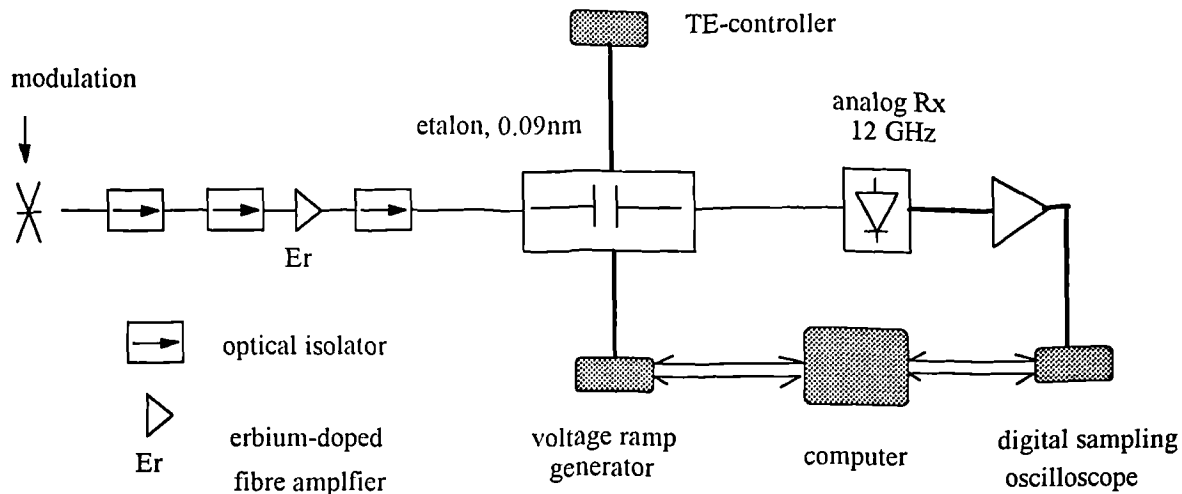 TE-controller
modulation
analog Rx
12 GHz
etalon, 0.09nm
Er
optical isolator
erbium-doped
fibre amplfier
Er
voltage ramp
generator
computer
digital sampling
oscilloscope